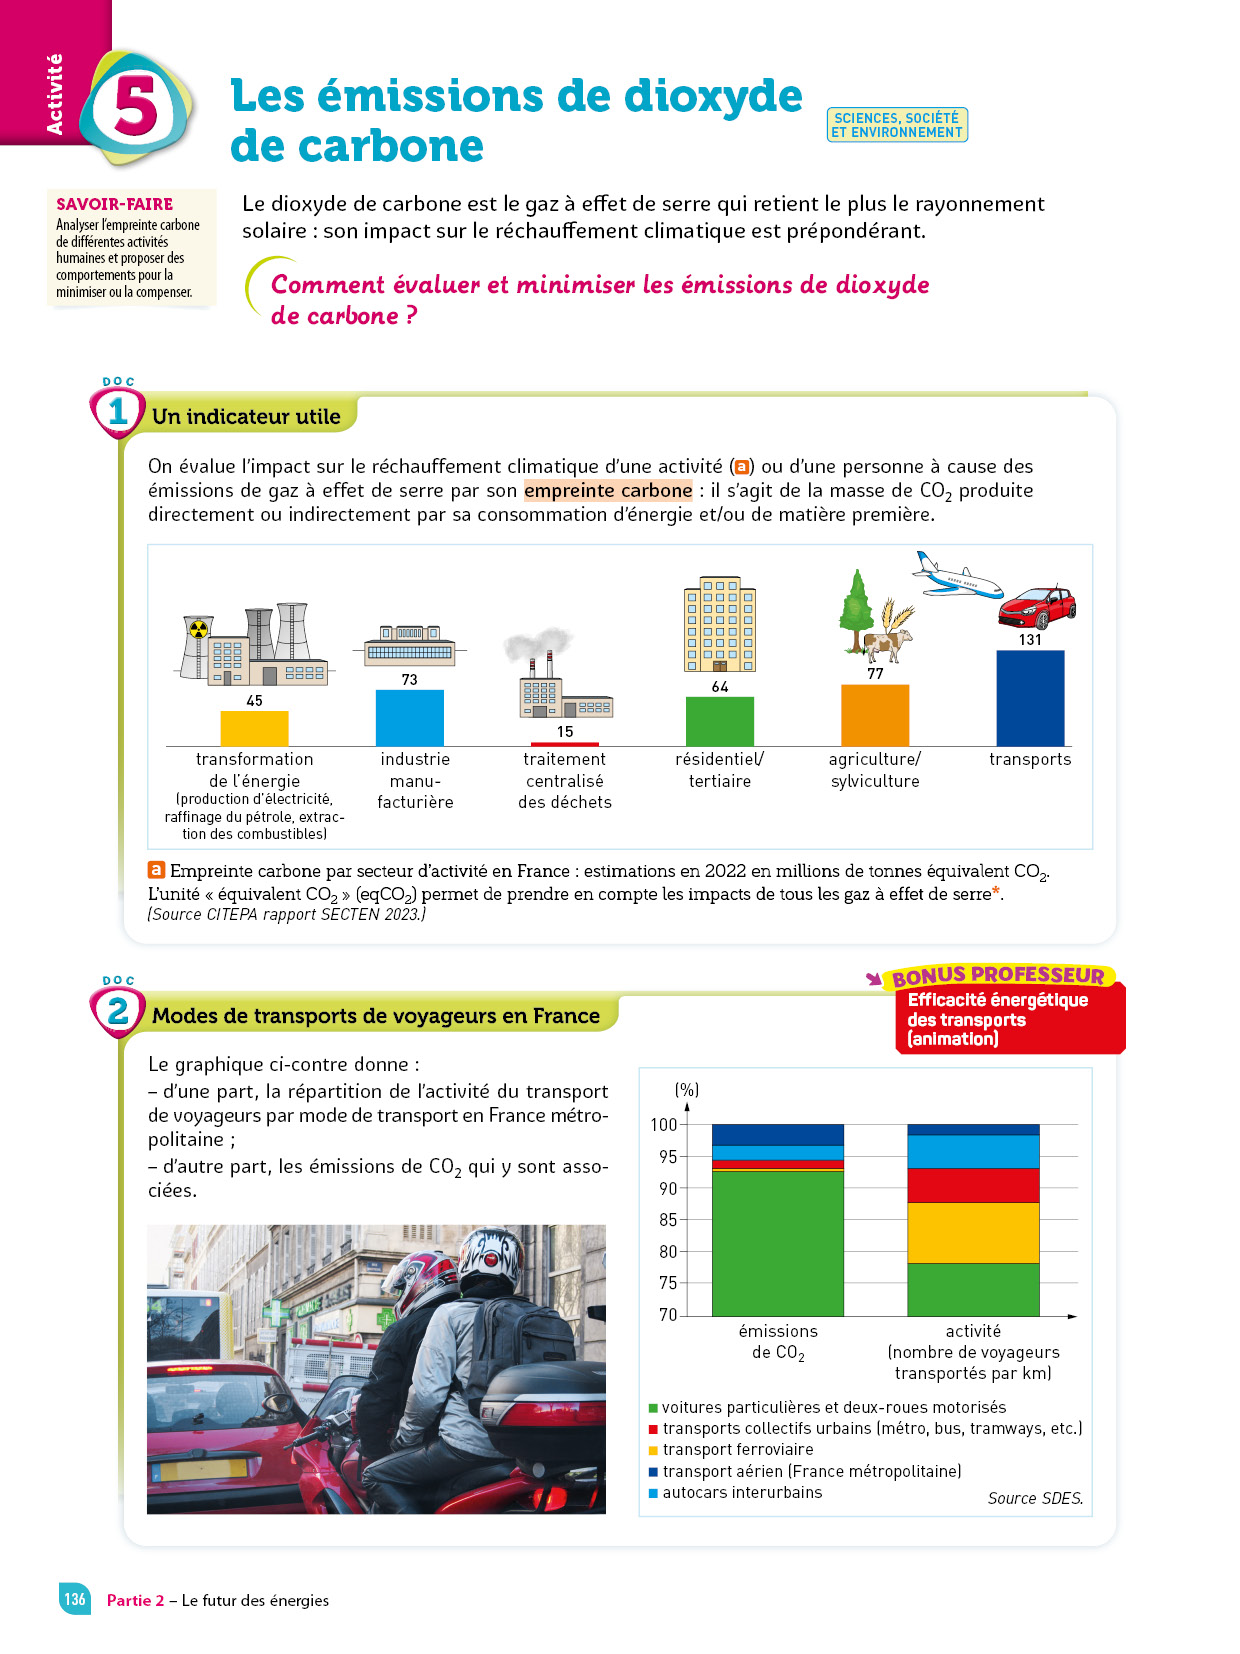 Activité
5
Les émissions de dioxyde
de carbone
SCIENCES, SOCIÉTÉ
ET ENVIRONNEMENT
SAVOIR-FAIRE
Analyser l'empreinte carbone
de différentes activités
humaines et proposer des
comportements pour la
minimiser ou la compenser.
Le dioxyde de carbone est le gaz à effet de serre qui retient le plus le rayonnement
solaire : son impact sur le réchauffement climatique est prépondérant.
Comment évaluer et minimiser les émissions de dioxyde
de carbone ?
DOC
1 Un indicateur utile
On évalue l'impact sur le réchauffement climatique d'une activité (a) ou d'une personne à cause des
émissions de gaz à effet de serre par son empreinte carbone : il s'agit de la masse de CO₂ produite
directement ou indirectement par sa consommation d'énergie et/ou de matière première.
45
73
15
64
77
131
transformation
de l'énergie
(production d'électricité,
raffinage du pétrole, extrac-
tion des combustibles)
industrie
manu-
facturière
traitement
centralisé
des déchets
résidentiel/
tertiaire
agriculture/
sylviculture
transports
a Empreinte carbone par secteur d'activité en France : estimations en 2022 en millions de tonnes équivalent CO₂.
L'unité « équivalent CO₂ » (eqCO₂) permet de prendre en compte les impacts de tous les gaz à effet de serre*.
(Source CITEPA rapport SECTEN 2023.)
DOC
2 Modes de transports de voyageurs en France
BONUS PROFESSEUR
Efficacité énergétique
des transports
(animation)
Le graphique ci-contre donne :
– d'une part, la répartition de l'activité du transport
de voyageurs par mode de transport en France métro-
politaine ;
– d'autre part, les émissions de CO₂ qui y sont asso-
ciées.
(%)
100
95
90
85
80
75
70
émissions
de CO₂
activité
(nombre de voyageurs
transportés par km)
voitures particulières et deux-roues motorisés
transports collectifs urbains (métro, bus, tramways, etc.)
transport ferroviaire
transport aérien (France métropolitaine)
autocars interurbains
Source SDES.
136 Partie 2 – Le futur des énergies